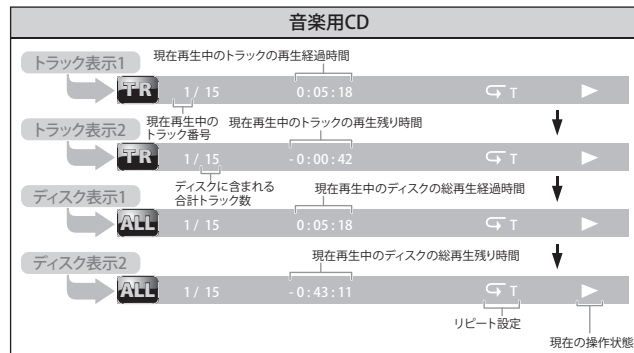 音楽用CD
トラック表示1
現在再生中のトラックの再生経過時間
TR 1/ 15 0:05:18 T
現在再生中の
トラック番号
トラック表示2
現在再生中のトラックの再生残り時間
TR 1/ 15 -0:00:42 T
ディスクに含まれる
合計トラック数
ディスク表示1
現在再生中のディスクの総再生経過時間
ALL 1/ 15 0:05:18 T
ディスク表示2
現在再生中のディスクの総再生残り時間
ALL 1/ 15 -0:43:11 T
リピート設定
現在の操作状態